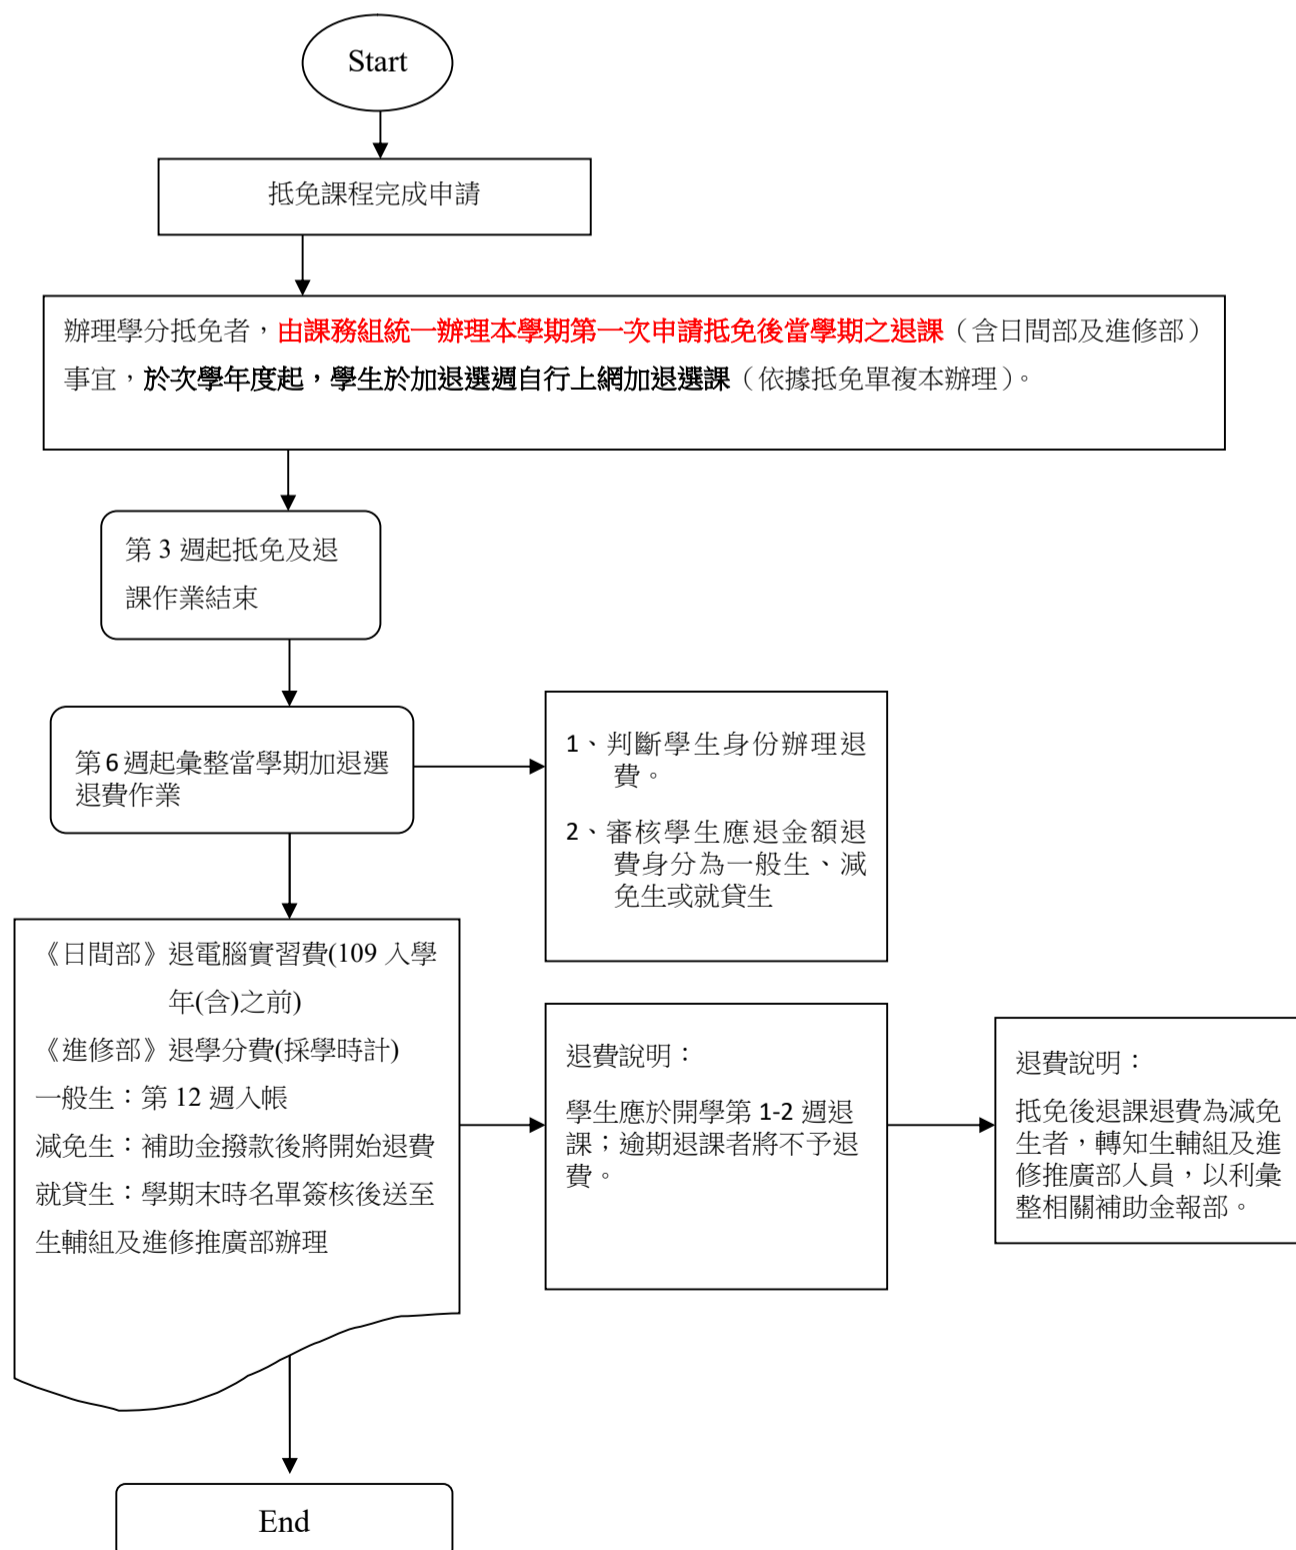 Start
抵免課程完成申請
辦理學分抵免者，由課務組統一辦理本學期第一次申請抵免後當學期之退課（含日間部及進修部）
事宜，於次學年度起，學生於加退選週自行上網加退選課（依據抵免單複本辦理）。
第 3 週起抵免及退
課作業結束
第 6 週起彙整當學期加退選
退費作業
1、判斷學生身份辦理退
費。
2、審核學生應退金額退
費身分為一般生、減
免生或就貸生
《日間部》退電腦實習費(109 入學
年(含)之前)
《進修部》退學分費(採學時計)
一般生：第 12 週入帳
減免生：補助金撥款後將開始退費
就貸生：學期末時名單簽核後送至
生輔組及進修推廣部辦理
退費說明：
學生應於開學第 1-2 週退
課；逾期退課者將不予退
費。
退費說明：
抵免後退課退費為減免
生者，轉知生輔組及進
修推廣部人員，以利彙
整相關補助金報部。
End